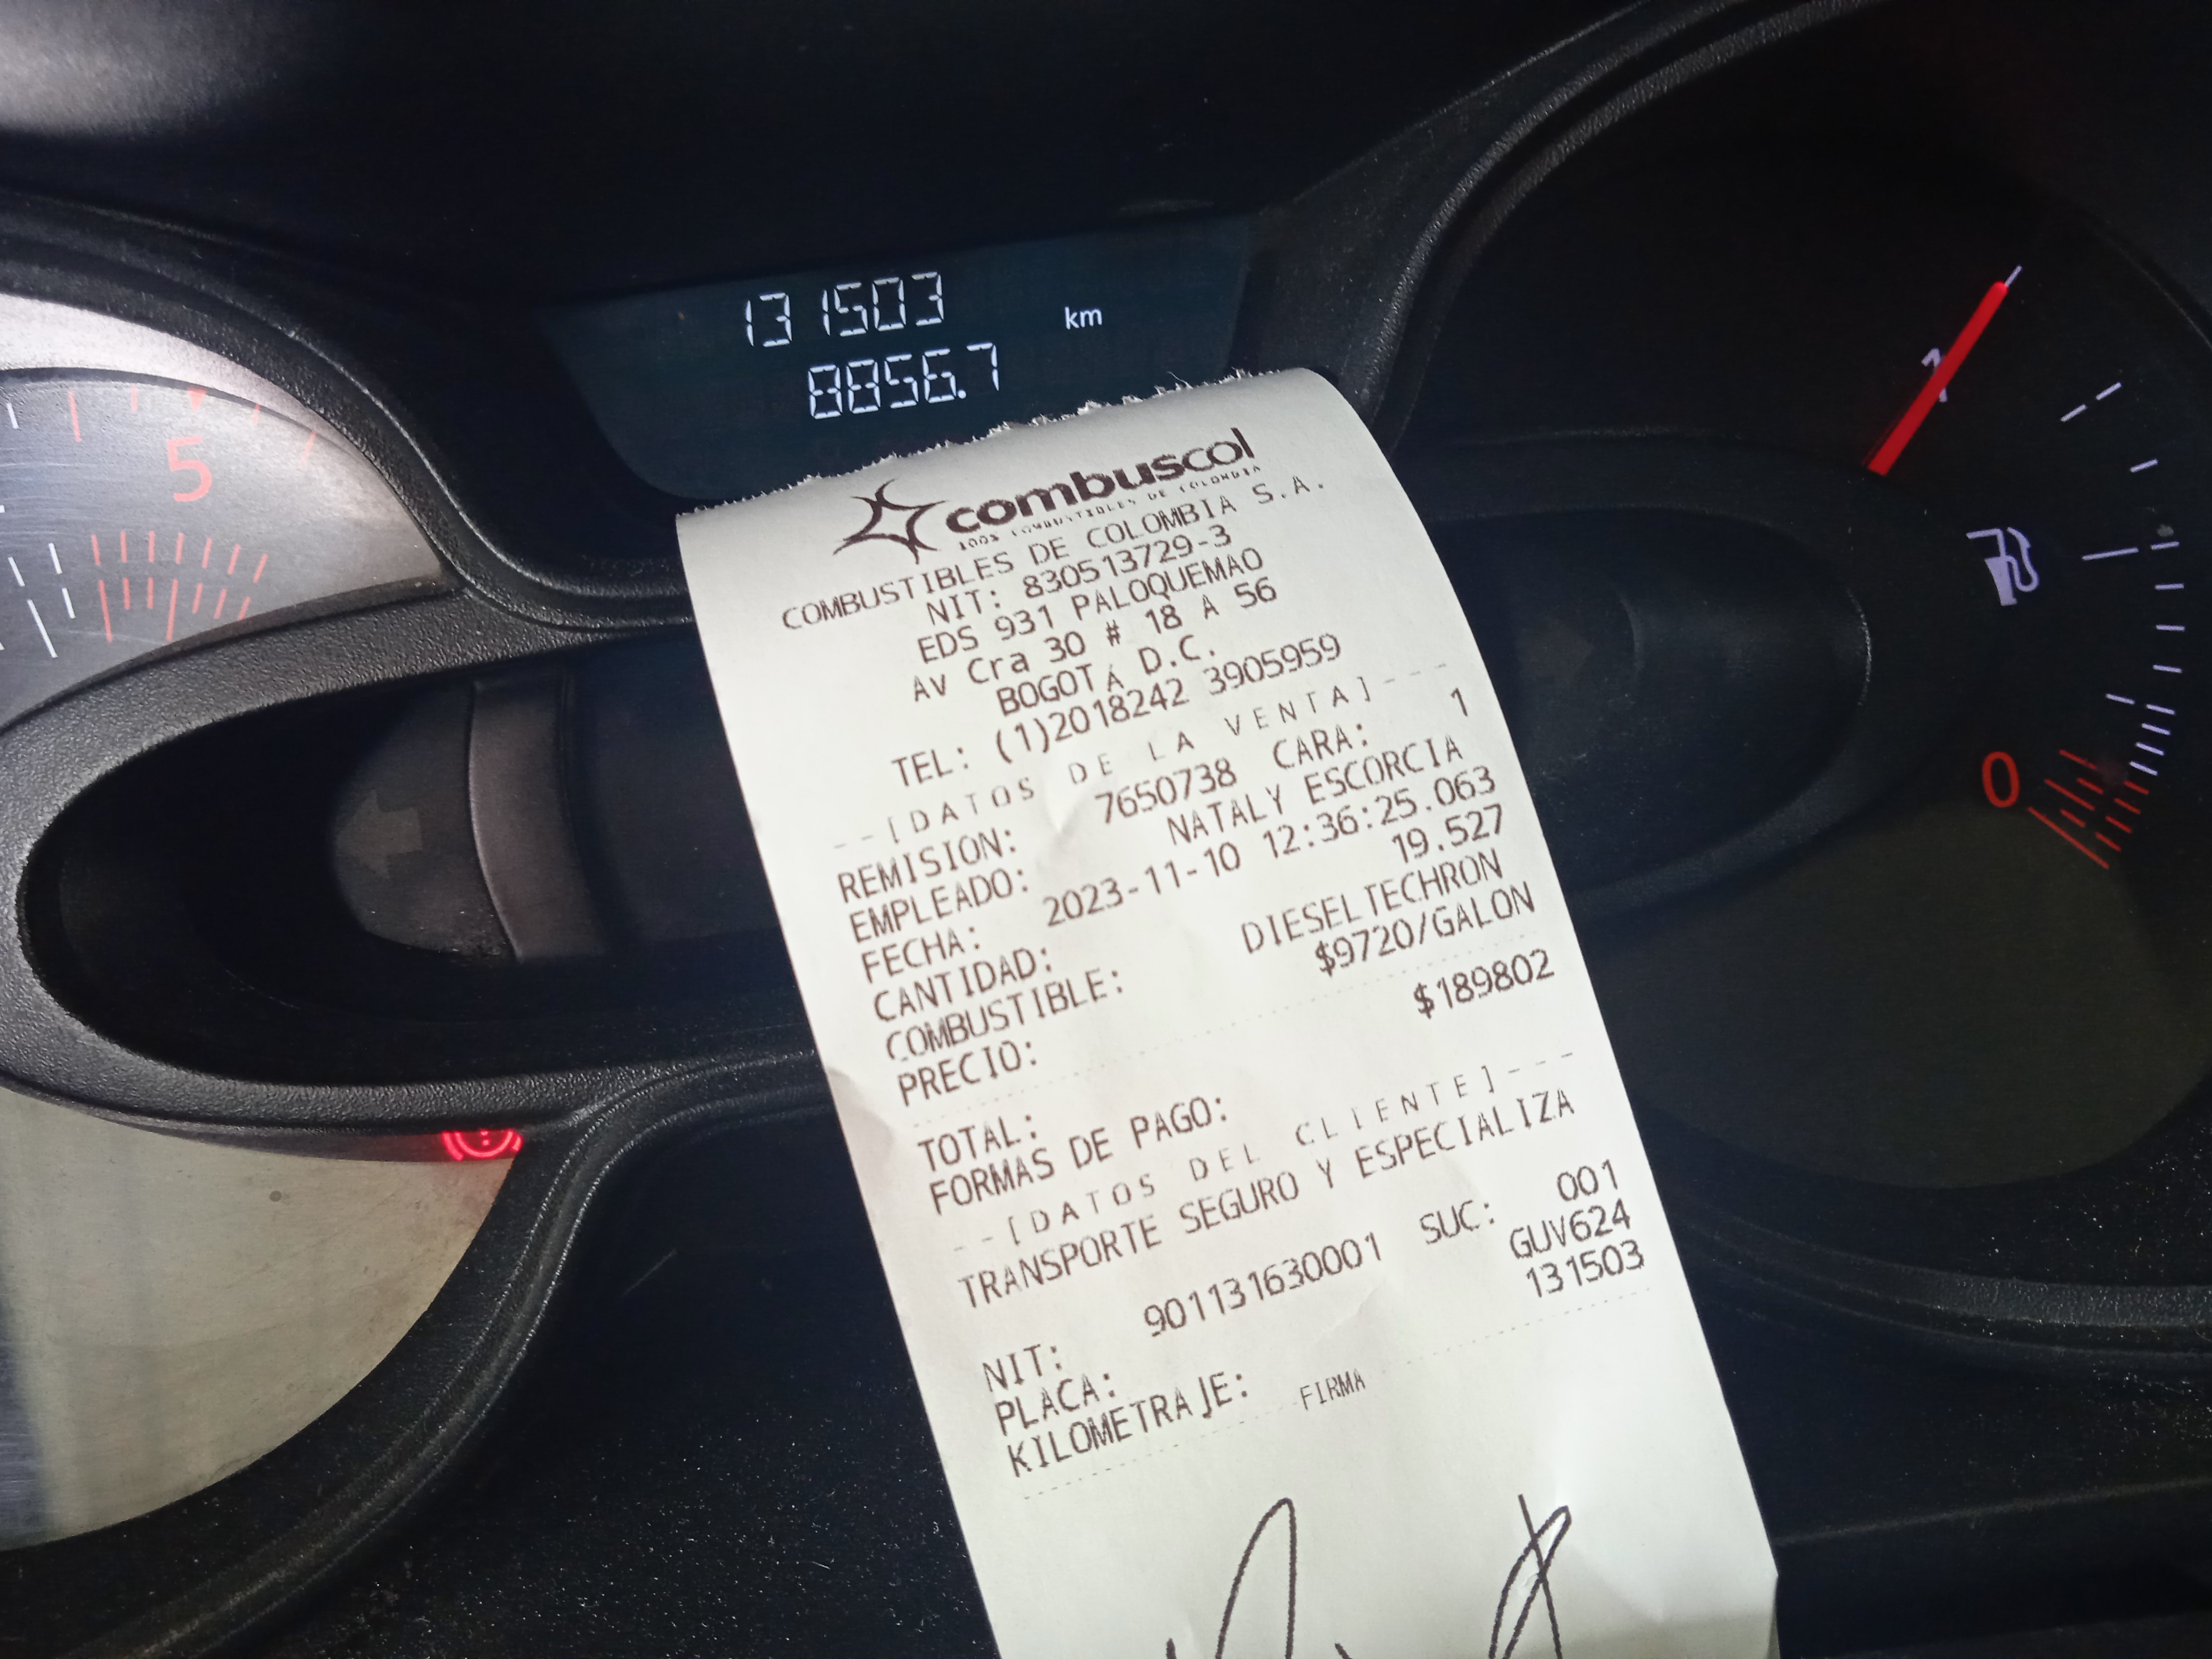 131503
km
8856.7
5
1
0
combuscol
100% COMBUSTIBLES DE COLOMBIA
COMBUSTIBLES DE COLOMBIA S.A.
NIT: 830513729-3
EDS 931 PALOQUEMAO
AV Cra 30 # 18 A 56
BOGOTÁ D.C.
TEL: (1)2018242 3905959
--[DATOS DE LA VENTA]---
REMISION: 7650738 CARA: 1
EMPLEADO: NATALY ESCORCIA
FECHA: 2023-11-10 12:36:25.063
CANTIDAD: 19.527
COMBUSTIBLE: DIESELTECHRON
PRECIO: $9720/GALON
TOTAL: $189802
FORMAS DE PAGO:
--[DATOS DEL CLIENTE]---
TRANSPORTE SEGURO Y ESPECIALIZA
NIT: 901131630001 SUC: 001
PLACA: GUV624
KILOMETRAJE: 131503
FIRMA